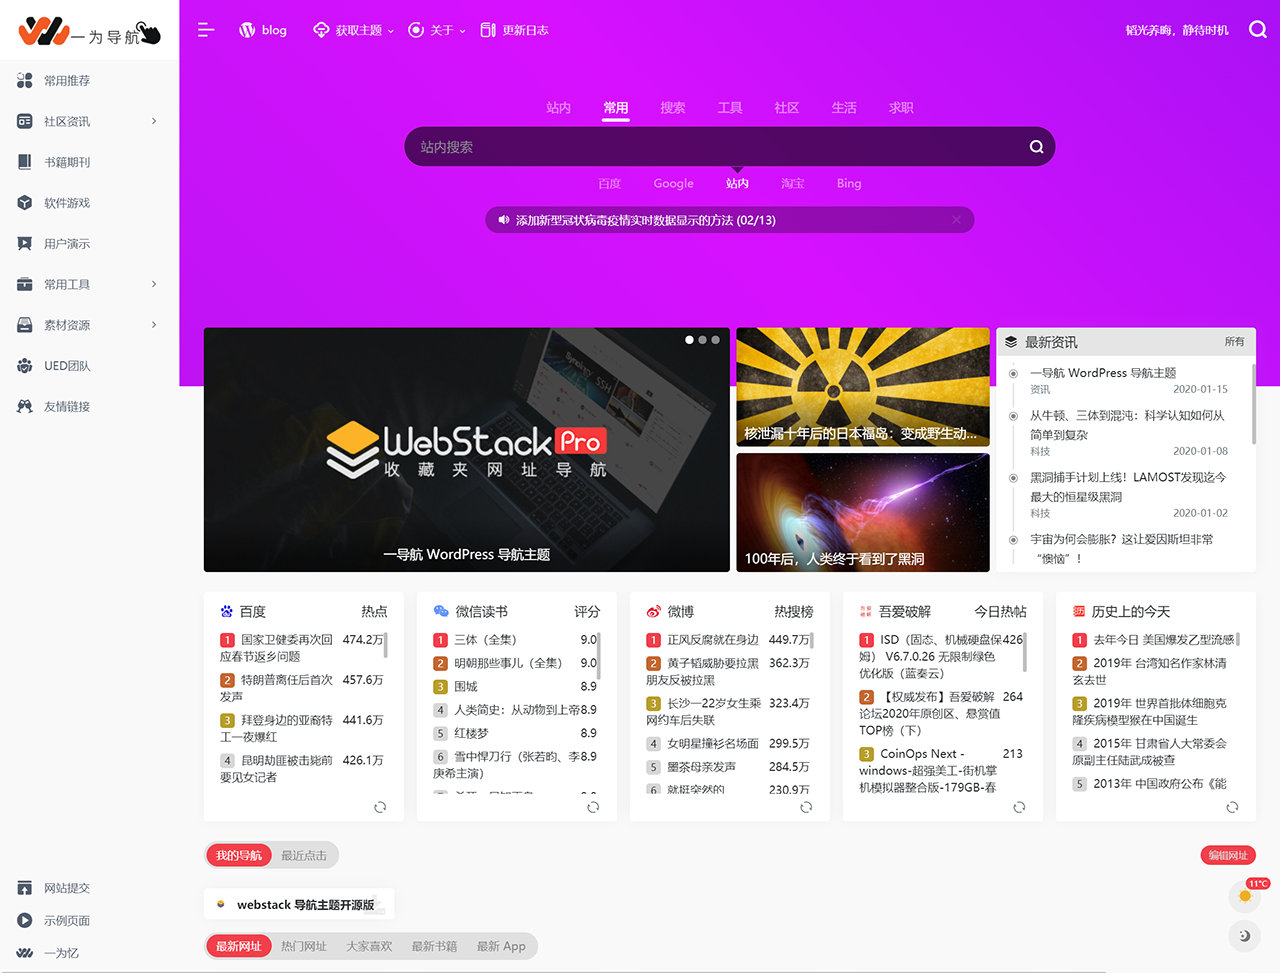 一为导航
常用推荐
社区资讯
书籍期刊
软件游戏
用户演示
常用工具
素材资源
UED团队
友情链接
网站提交
示例页面
一为忆
blog
获取主题
关于
更新日志
韬光养晦，静待时机
站内 常用 搜索 工具 社区 生活 求职
站内搜索
百度 Google 站内 淘宝 Bing
添加新型冠状病毒疫情实时数据显示的方法 (02/13)
WebStack Pro
收藏夹网址导航
一导航 WordPress 导航主题
核泄漏十年后的日本福岛：变成野生动...
100年后，人类终于看到了黑洞
最新资讯 所有
一导航 WordPress 导航主题
资讯 2020-01-15
从牛顿、三体到混沌：科学认知如何从
简单到复杂
科技 2020-01-08
黑洞捕手计划上线！LAMOST发现迄今
最大的恒星级黑洞
科技 2020-01-02
宇宙为何会膨胀？这让爱因斯坦非常
“懊恼”！
百度 热点
1 国家卫健委再次回 474.2万
应春节返乡问题
2 特朗普离任后首次 457.6万
发声
3 拜登身边的亚裔特 441.6万
工一夜爆红
4 昆明劫匪被击毙前 426.1万
要见女记者
微信读书 评分
1 三体（全集） 9.0
2 明朝那些事儿（全集） 9.0
3 围城 8.9
4 人类简史：从动物到上帝 8.9
5 红楼梦 8.9
6 雪中悍刀行（张若昀、李 8.9
庚希主演）
微博 热搜榜
1 正风反腐就在身边 449.7万
2 黄子韬威胁要拉黑 362.3万
朋友反被拉黑
3 长沙一22岁女生乘 323.4万
网约车后失联
4 女明星撞衫名场面 299.5万
5 墨茶母亲发声 284.5万
6 就挺突然的 230.9万
吾爱破解 今日热帖
1 ISD（固态、机械硬盘保 426
姆） V6.7.0.26 无限制绿色
优化版（蓝奏云）
2 【权威发布】吾爱破解 264
论坛2020年原创区、悬赏值
TOP榜（下）
3 CoinOps Next - 213
windows-超强美工-街机掌
机模拟器整合版-179GB-春
历史上的今天
1 去年今日 美国爆发乙型流感
2 2019年 台湾知名作家林清
玄去世
3 2019年 世界首批体细胞克
隆疾病模型猴在中国诞生
4 2015年 甘肃省人大常委会
原副主任陆武成被查
5 2013年 中国政府公布《能
我的导航 最近点击
编辑网址
webstack 导航主题开源版
11°C
最新网址 热门网址 大家喜欢 最新书籍 最新 App